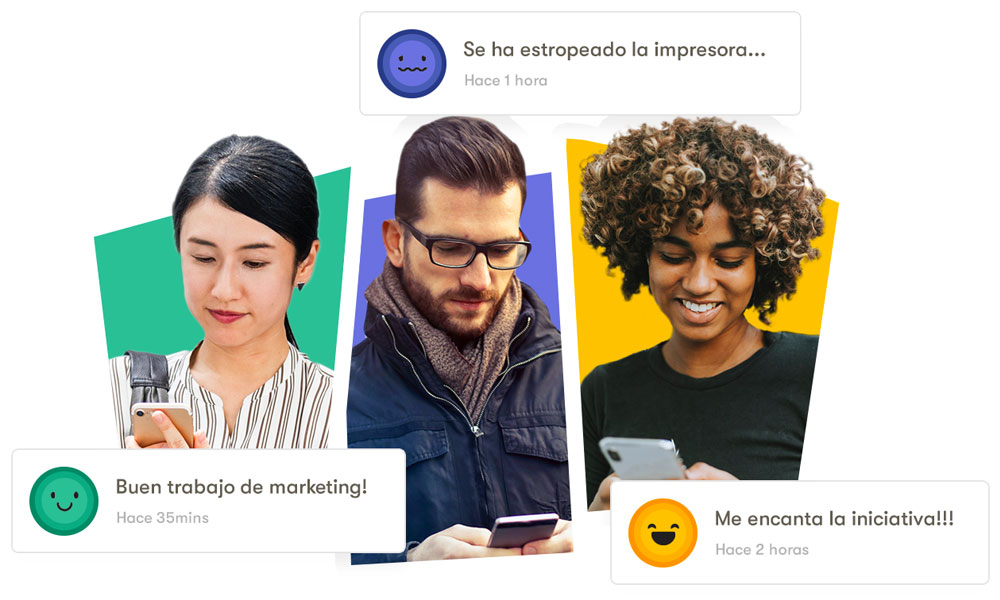 Se ha estropeado la impresora...
Hace 1 hora
Buen trabajo de marketing!
Hace 35mins
Me encanta la iniciativa!!!
Hace 2 horas